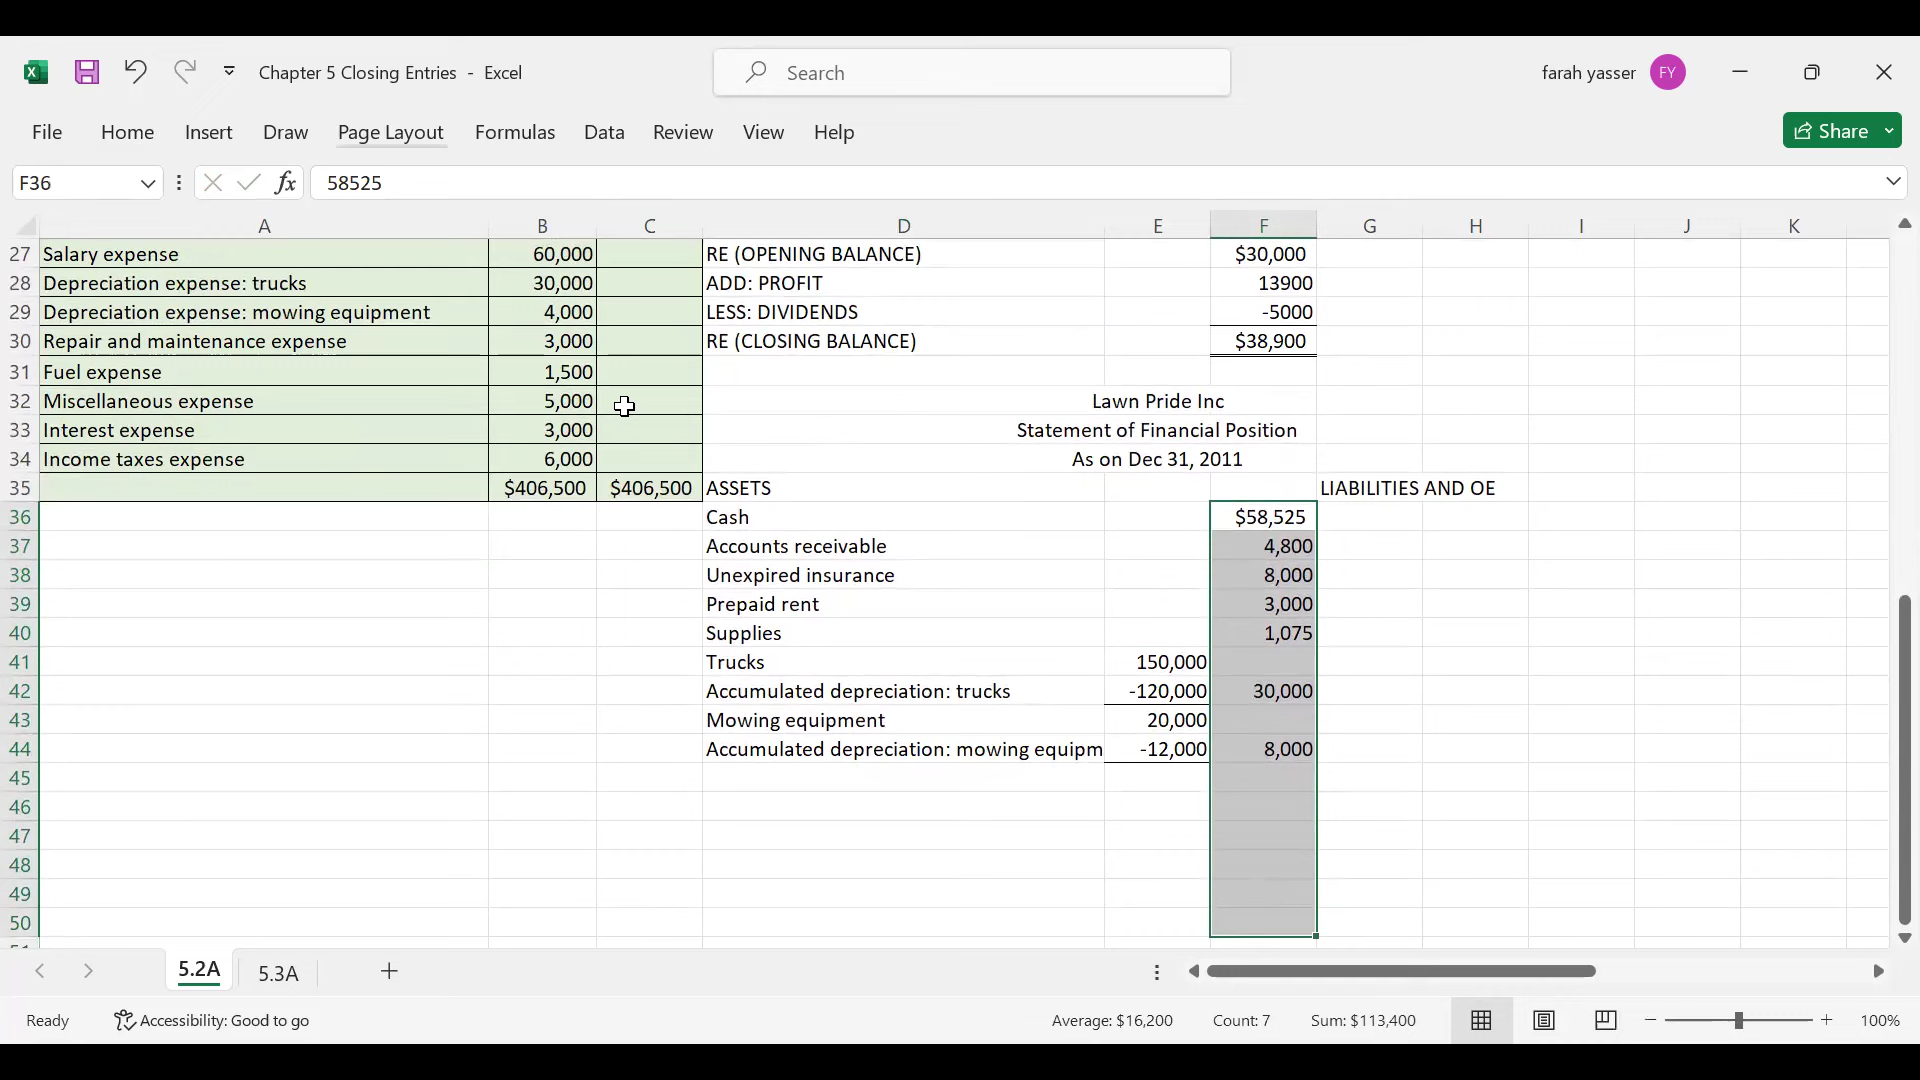 Chapter 5 Closing Entries - Excel
Search
farah yasser FY
File Home Insert Draw Page Layout Formulas Data Review View Help
Share
F36 fx 58525
A B C D E F G H I J K
27 Salary expense 60,000 RE (OPENING BALANCE) $30,000
28 Depreciation expense: trucks 30,000 ADD: PROFIT 13900
29 Depreciation expense: mowing equipment 4,000 LESS: DIVIDENDS -5000
30 Repair and maintenance expense 3,000 RE (CLOSING BALANCE) $38,900
31 Fuel expense 1,500
32 Miscellaneous expense 5,000 Lawn Pride Inc
33 Interest expense 3,000 Statement of Financial Position
34 Income taxes expense 6,000 As on Dec 31, 2011
35 $406,500 $406,500 ASSETS LIABILITIES AND OE
36 Cash $58,525
37 Accounts receivable 4,800
38 Unexpired insurance 8,000
39 Prepaid rent 3,000
40 Supplies 1,075
41 Trucks 150,000
42 Accumulated depreciation: trucks -120,000 30,000
43 Mowing equipment 20,000
44 Accumulated depreciation: mowing equipm -12,000 8,000
45
46
47
48
49
50
5.2A 5.3A
Ready Accessibility: Good to go Average: $16,200 Count: 7 Sum: $113,400 100%